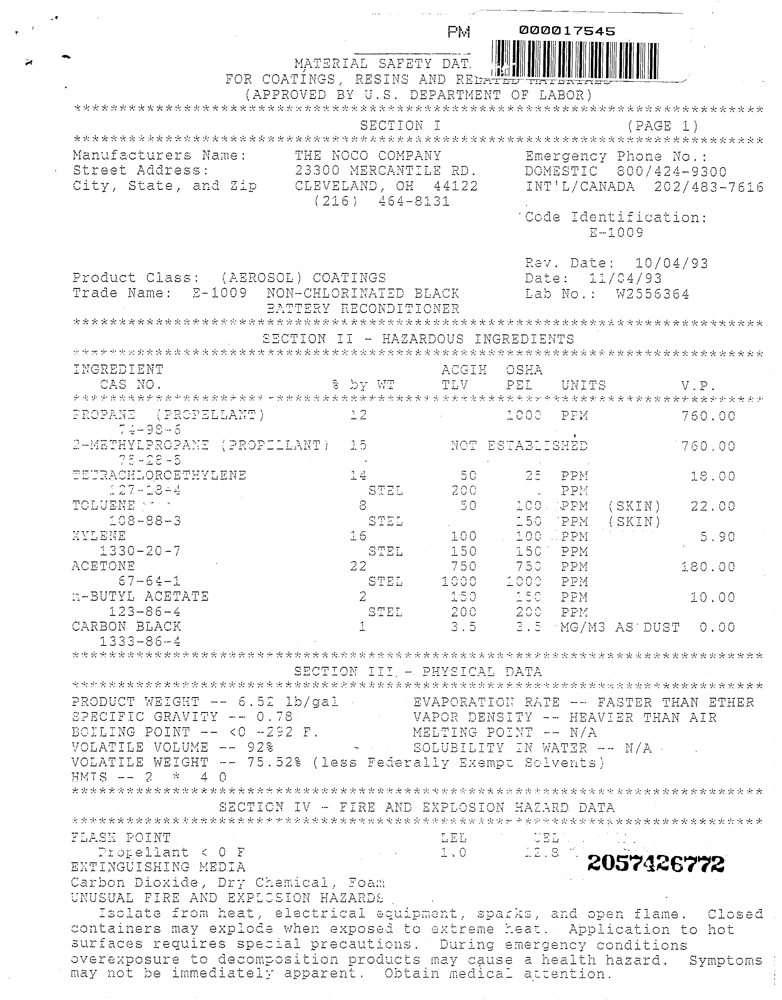 PM 000017545
MATERIAL SAFETY DAT
FOR COATINGS, RESINS AND RELATED MATERIALS
(APPROVED BY U.S. DEPARTMENT OF LABOR)
********************************************************************************
SECTION I (PAGE 1)
********************************************************************************
Manufacturers Name: THE NOCO COMPANY Emergency Phone No.:
Street Address: 23300 MERCANTILE RD. DOMESTIC 800/424-9300
City, State, and Zip CLEVELAND, OH 44122 INT'L/CANADA 202/483-7616
(216) 464-8131
Code Identification:
E-1009
Rev. Date: 10/04/93
Product Class: (AEROSOL) COATINGS Date: 11/04/93
Trade Name: E-1009 NON-CHLORINATED BLACK Lab No.: W2556364
BATTERY RECONDITIONER
********************************************************************************
SECTION II - HAZARDOUS INGREDIENTS
********************************************************************************
INGREDIENT ACGIH OSHA
CAS NO. % by WT TLV PEL UNITS V.P.
********************************************************************************
PROPANE (PROPELLANT) 12 1000 PPM 760.00
74-98-6
2-METHYLPROPANE (PROPELLANT) 15 NOT ESTABLISHED 760.00
75-28-5
TETRACHLOROETHYLENE 14 50 25 PPM 18.00
127-18-4 STEL 200 . PPM
TOLUENE 8 50 100 PPM (SKIN) 22.00
108-88-3 STEL 150 PPM (SKIN)
XYLENE 16 100 100 PPM 5.90
1330-20-7 STEL 150 150 PPM
ACETONE 22 750 750 PPM 180.00
67-64-1 STEL 1000 1000 PPM
n-BUTYL ACETATE 2 150 150 PPM 10.00
123-86-4 STEL 200 200 PPM
CARBON BLACK 1 3.5 3.5 MG/M3 AS DUST 0.00
1333-86-4
********************************************************************************
SECTION III - PHYSICAL DATA
********************************************************************************
PRODUCT WEIGHT -- 6.52 lb/gal EVAPORATION RATE -- FASTER THAN ETHER
SPECIFIC GRAVITY -- 0.78 VAPOR DENSITY -- HEAVIER THAN AIR
BOILING POINT -- <0 -292 F. MELTING POINT -- N/A
VOLATILE VOLUME -- 92% SOLUBILITY IN WATER -- N/A
VOLATILE WEIGHT -- 75.52% (less Federally Exempt Solvents)
HMIS -- 2 * 4 0
********************************************************************************
SECTION IV - FIRE AND EXPLOSION HAZARD DATA
********************************************************************************
FLASH POINT LEL UEL
Propellant < 0 F 1.0 12.8
2057426772
EXTINGUISHING MEDIA
Carbon Dioxide, Dry Chemical, Foam
UNUSUAL FIRE AND EXPLOSION HAZARDS
Isolate from heat, electrical equipment, sparks, and open flame. Closed
containers may explode when exposed to extreme heat. Application to hot
surfaces requires special precautions. During emergency conditions
overexposure to decomposition products may cause a health hazard. Symptoms
may not be immediately apparent. Obtain medical attention.